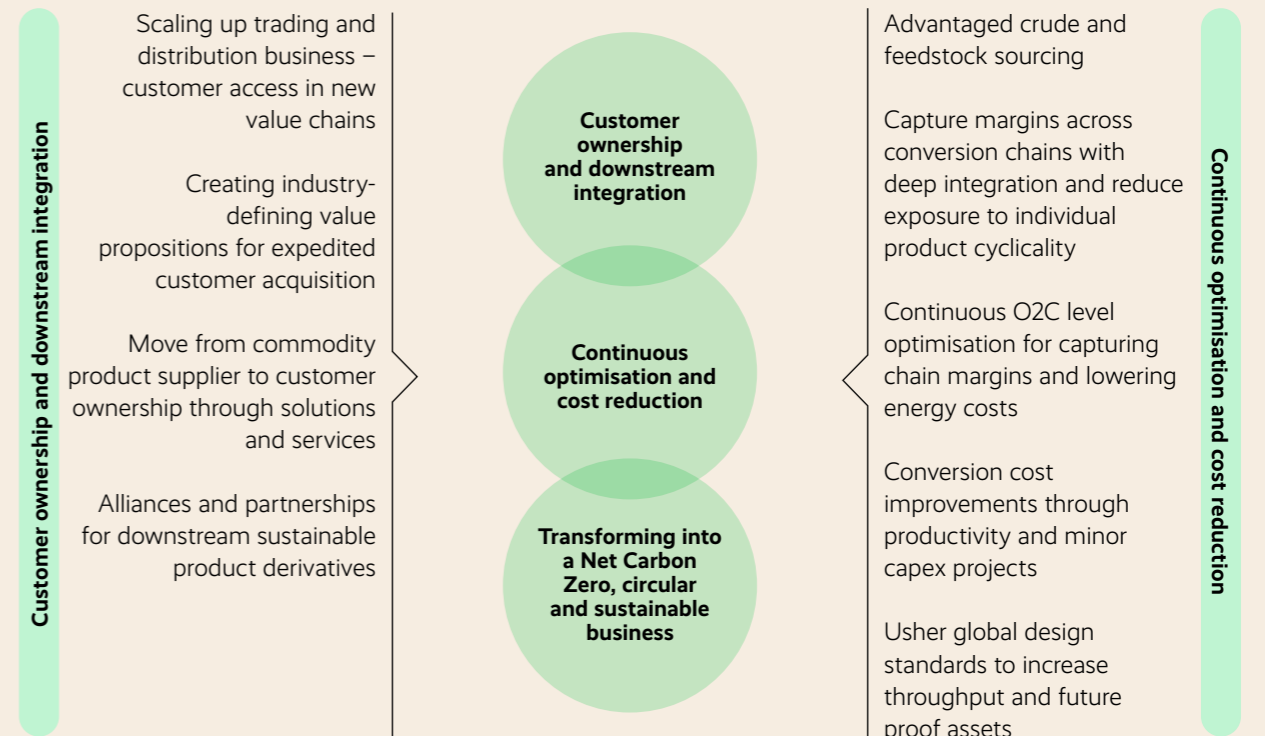 Customer ownership and downstream integration
Scaling up trading and
distribution business –
customer access in new
value chains
Creating industry-
defining value
propositions for expedited
customer acquisition
Move from commodity
product supplier to customer
ownership through solutions
and services
Alliances and partnerships
for downstream sustainable
product derivatives
Customer
ownership
and downstream
integration
Continuous
optimisation and
cost reduction
Transforming into
a Net Carbon
Zero, circular
and sustainable
business
Advantaged crude and
feedstock sourcing
Capture margins across
conversion chains with
deep integration and reduce
exposure to individual
product cyclicality
Continuous O2C level
optimisation for capturing
chain margins and lowering
energy costs
Conversion cost
improvements through
productivity and minor
capex projects
Usher global design
standards to increase
throughput and future
proof assets
Continuous optimisation and cost reduction